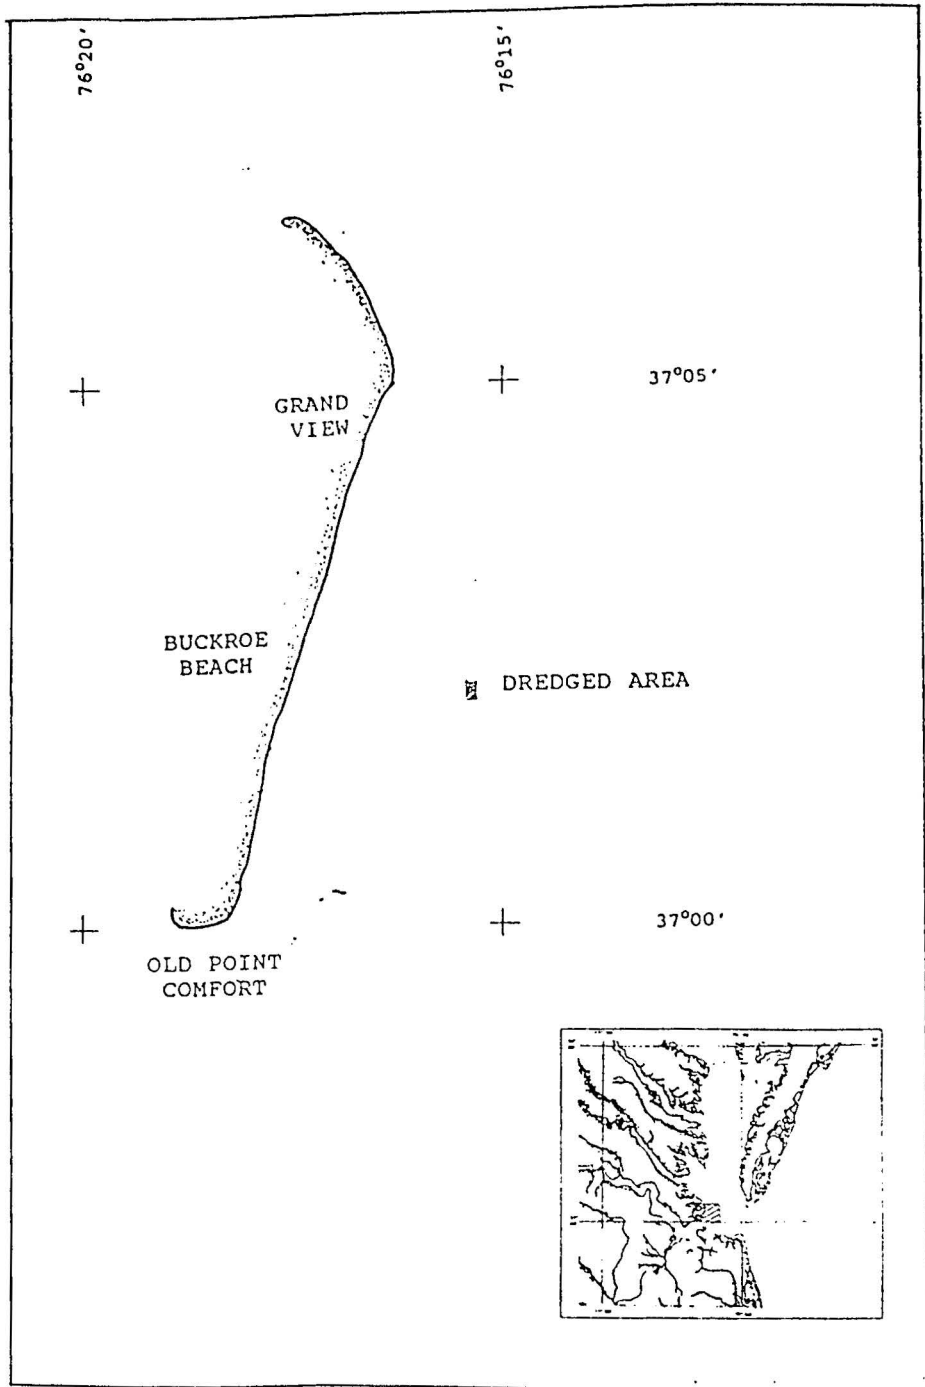 76°20'
76°15'
37°05'
GRAND
VIEW
BUCKROE
BEACH
DREDGED AREA
37°00'
OLD POINT
COMFORT